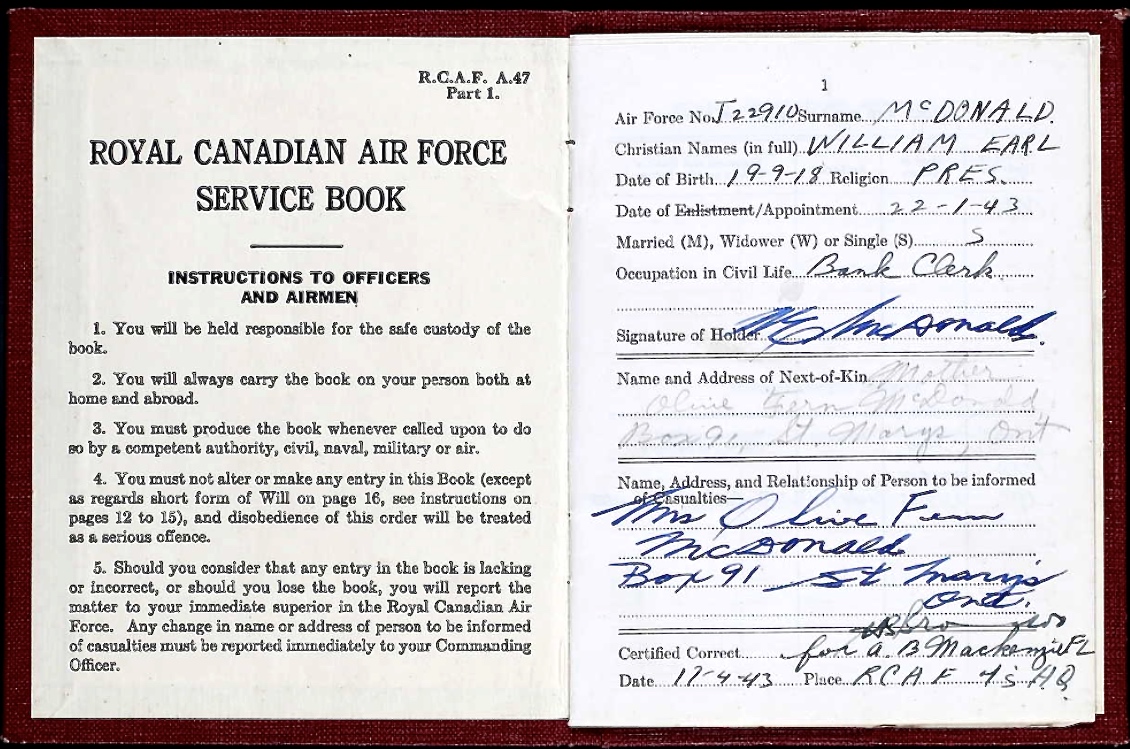 R.C.A.F. A.47
Part 1.
ROYAL CANADIAN AIR FORCE
SERVICE BOOK
INSTRUCTIONS TO OFFICERS
AND AIRMEN
1. You will be held responsible for the safe custody of the
book.
2. You will always carry the book on your person both at
home and abroad.
3. You must produce the book whenever called upon to do
so by a competent authority, civil, naval, military or air.
4. You must not alter or make any entry in this Book (except
as regards short form of Will on page 16, see instructions on
pages 12 to 15), and disobedience of this order will be treated
as a serious offence.
5. Should you consider that any entry in the book is lacking
or incorrect, or should you lose the book, you will report the
matter to your immediate superior in the Royal Canadian Air
Force. Any change in name or address of person to be informed
of casualties must be reported immediately to your Commanding
Officer.
1
Air Force No. J22910 Surname McDONALD.
Christian Names (in full) WILLIAM EARL
Date of Birth 19-9-18 Religion PRES.
Date of Enlistment/Appointment 22-1-43
Married (M), Widower (W) or Single (S) S
Occupation in Civil Life Bank Clerk
Signature of Holder McDonald.
Name and Address of Next-of-Kin Mother
Olive Fern McDonald
Box 91, St Marys, Ont
Name, Address, and Relationship of Person to be informed
of Casualties—
Mrs Olive Fern
McDonald
Box 91 St Marys
Ont.
Certified Correct for A. B Mackenzie F/L
Date 17-4-43 Place RCAF HQ